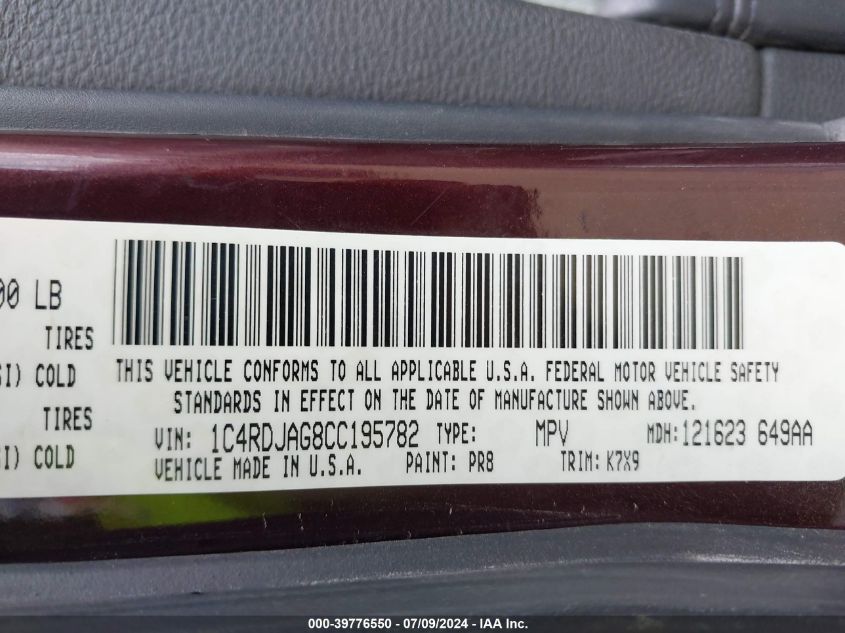 00 LB
TIRES
SI) COLD
TIRES
SI) COLD
THIS VEHICLE CONFORMS TO ALL APPLICABLE U.S.A. FEDERAL MOTOR VEHICLE SAFETY
STANDARDS IN EFFECT ON THE DATE OF MANUFACTURE SHOWN ABOVE.
VIN: 1C4RDJAG8CC195782 TYPE: MPV MDH:121623 649AA
VEHICLE MADE IN U.S.A. PAINT: PR8 TRIM: K7X9
000-39776550 - 07/09/2024 - IAA Inc.